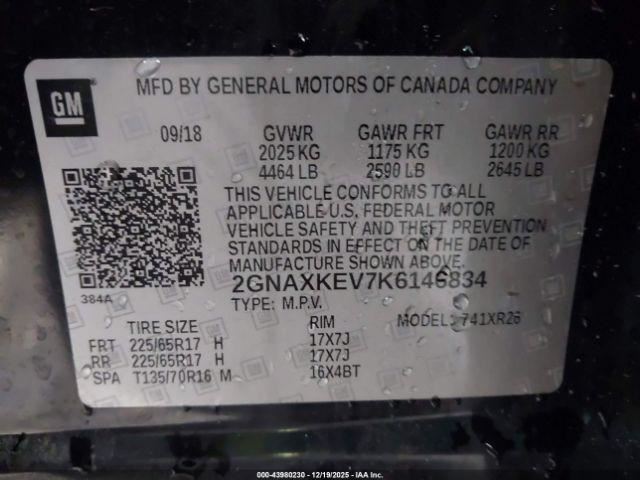 GM
MFD BY GENERAL MOTORS OF CANADA COMPANY
09/18 GVWR GAWR FRT GAWR RR
2025 KG 1175 KG 1200 KG
4464 LB 2590 LB 2645 LB
THIS VEHICLE CONFORMS TO ALL
APPLICABLE U.S. FEDERAL MOTOR
VEHICLE SAFETY AND THEFT PREVENTION
STANDARDS IN EFFECT ON THE DATE OF
MANUFACTURE SHOWN ABOVE.
384A
2GNAXKEV7K6146834
TYPE: M.P.V. MODEL: 741XR26
TIRE SIZE RIM
FRT 225/65R17 H 17X7J
RR 225/65R17 H 17X7J
SPA T135/70R16 M 16X4BT
000-43980230 - 12/19/2025 - IAA Inc.